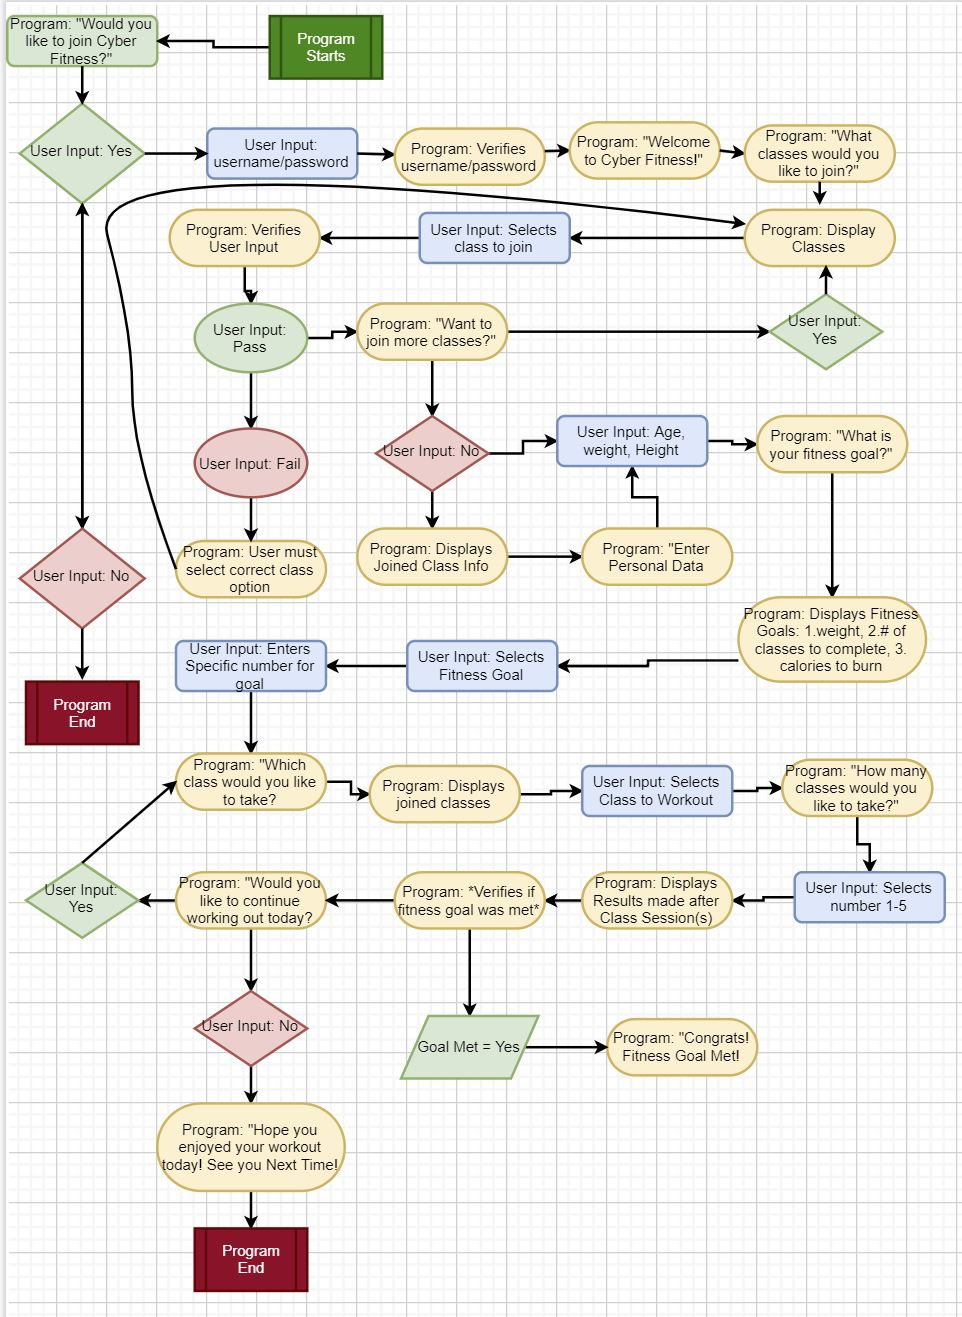 Program: "Would you
like to join Cyber
Fitness?"
Program
Starts
User Input: Yes
User Input:
username/password
Program: Verifies
username/password
Program: "Welcome
to Cyber Fitness!"
Program: "What
classes would you
like to join?"
Program: Verifies
User Input
User Input: Selects
class to join
Program: Display
Classes
User Input:
Pass
Program: "Want to
join more classes?"
User Input:
Yes
User Input: Fail
User Input: No
User Input: Age,
weight, Height
Program: "What is
your fitness goal?"
User Input: No
Program: User must
select correct class
option
Program: Displays
Joined Class Info
Program: "Enter
Personal Data
Program: Displays Fitness
Goals: 1.weight, 2.# of
classes to complete, 3.
calories to burn
Program
End
User Input: Enters
Specific number for
goal
User Input: Selects
Fitness Goal
Program: "Which
class would you like
to take?
Program: Displays
joined classes
User Input: Selects
Class to Workout
Program: "How many
classes would you
like to take?"
User Input:
Yes
Program: "Would you
like to continue
working out today?
Program: *Verifies if
fitness goal was met*
Program: Displays
Results made after
Class Session(s)
User Input: Selects
number 1-5
User Input: No
Goal Met = Yes
Program: "Congrats!
Fitness Goal Met!
Program: "Hope you
enjoyed your workout
today! See you Next Time!
Program
End